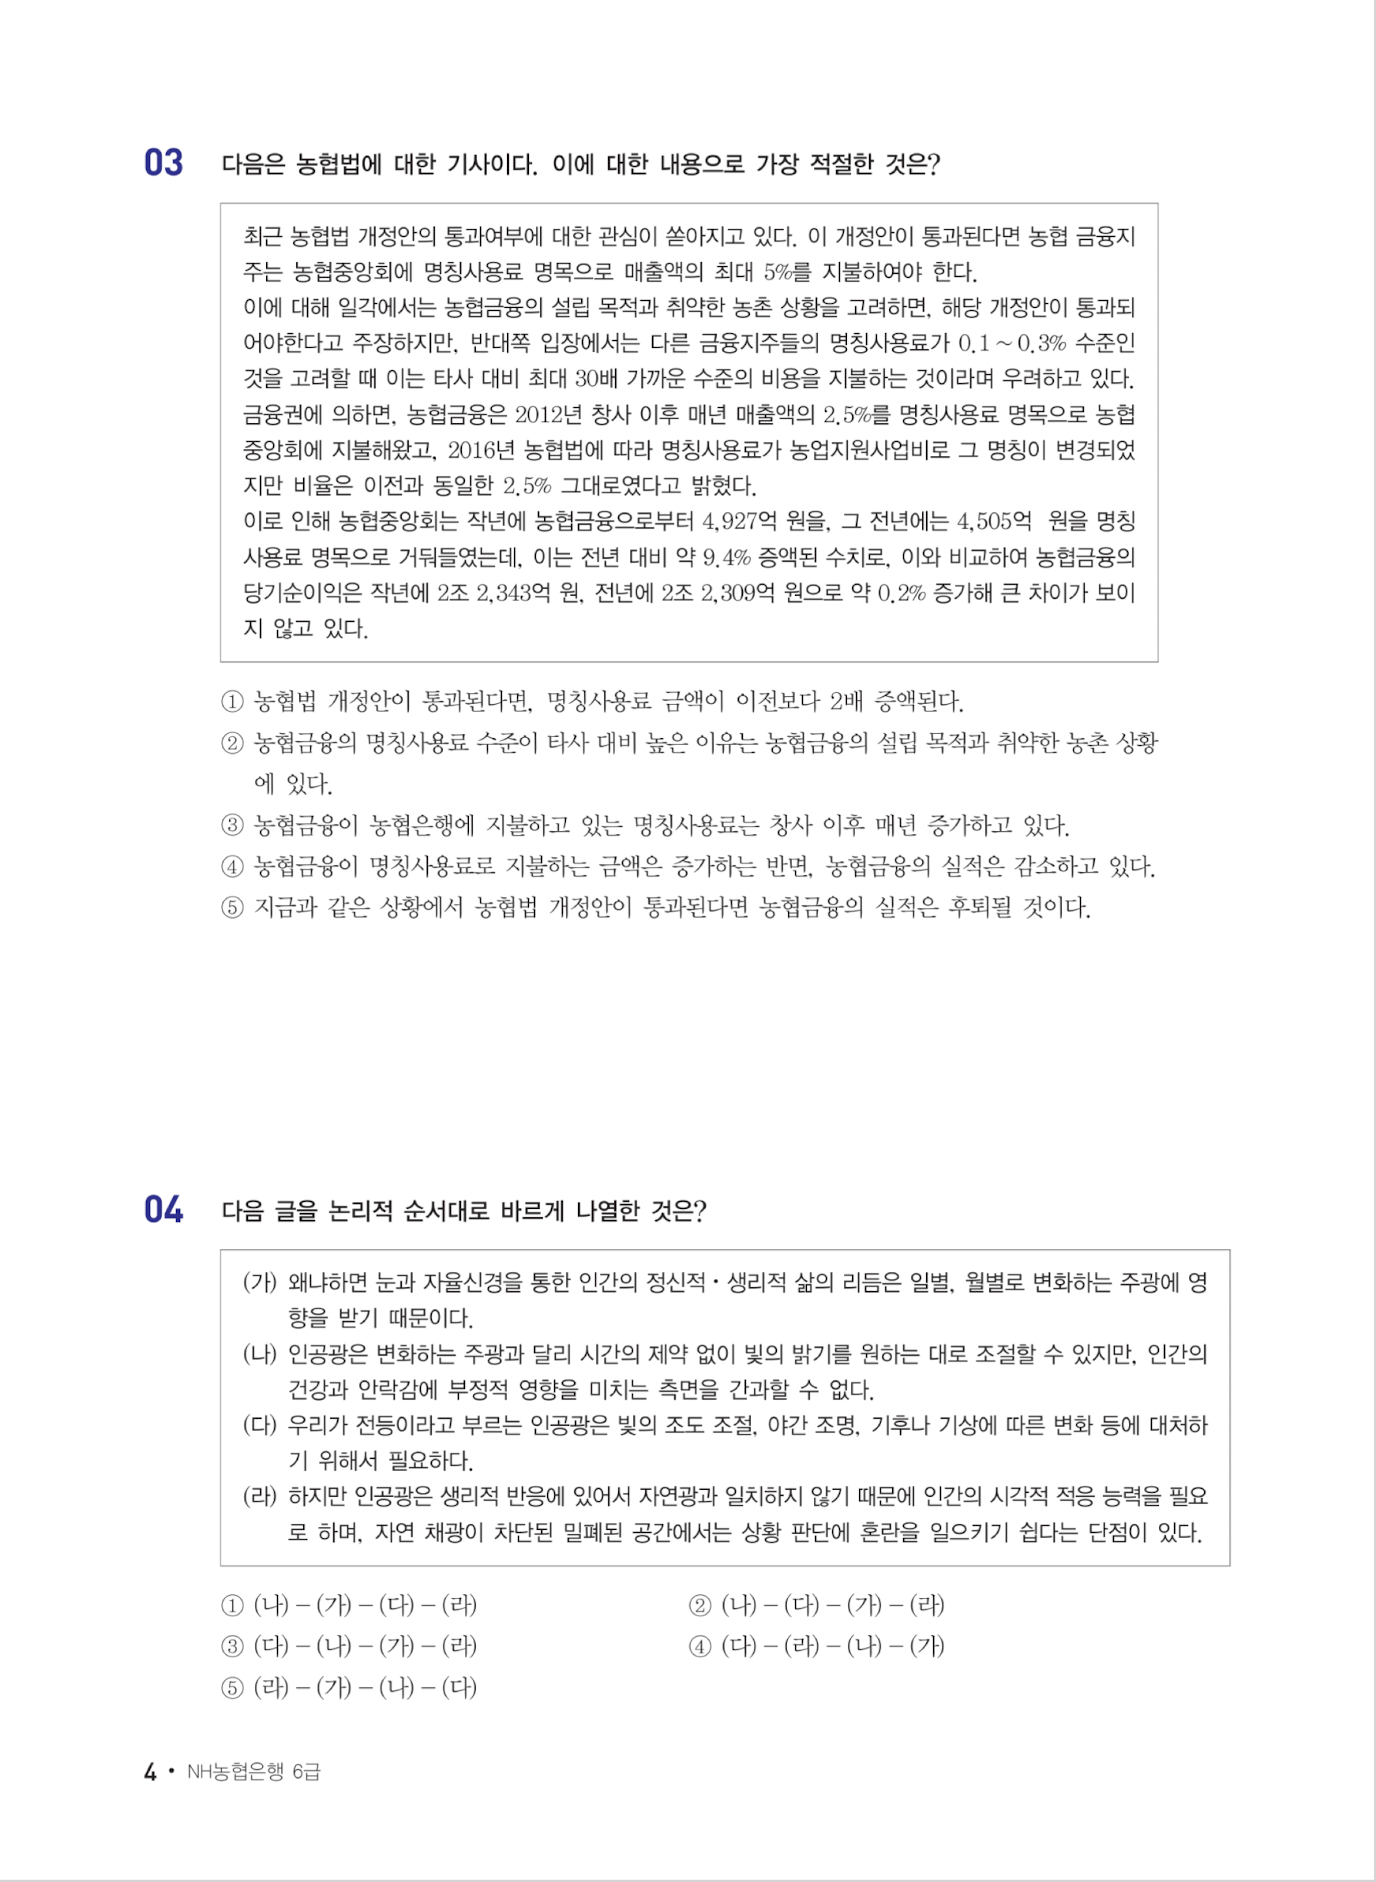 03 다음은 농협법에 대한 기사이다. 이에 대한 내용으로 가장 적절한 것은?
최근 농협법 개정안의 통과여부에 대한 관심이 쏟아지고 있다. 이 개정안이 통과된다면 농협 금융지
주는 농협중앙회에 명칭사용료 명목으로 매출액의 최대 5%를 지불하여야 한다.
이에 대해 일각에서는 농협금융의 설립 목적과 취약한 농촌 상황을 고려하면, 해당 개정안이 통과되
어야한다고 주장하지만, 반대쪽 입장에서는 다른 금융지주들의 명칭사용료가 0.1~0.3% 수준인
것을 고려할 때 이는 타사 대비 최대 30배 가까운 수준의 비용을 지불하는 것이라며 우려하고 있다.
금융권에 의하면, 농협금융은 2012년 창사 이후 매년 매출액의 2.5%를 명칭사용료 명목으로 농협
중앙회에 지불해왔고, 2016년 농협법에 따라 명칭사용료가 농업지원사업비로 그 명칭이 변경되었
지만 비율은 이전과 동일한 2.5% 그대로였다고 밝혔다.
이로 인해 농협중앙회는 작년에 농협금융으로부터 4,927억 원을, 그 전년에는 4,505억 원을 명칭
사용료 명목으로 거둬들였는데, 이는 전년 대비 약 9.4% 증액된 수치로, 이와 비교하여 농협금융의
당기순이익은 작년에 2조 2,343억 원, 전년에 2조 2,309억 원으로 약 0.2% 증가해 큰 차이가 보이
지 않고 있다.
① 농협법 개정안이 통과된다면, 명칭사용료 금액이 이전보다 2배 증액된다.
② 농협금융의 명칭사용료 수준이 타사 대비 높은 이유는 농협금융의 설립 목적과 취약한 농촌 상황
에 있다.
③ 농협금융이 농협은행에 지불하고 있는 명칭사용료는 창사 이후 매년 증가하고 있다.
④ 농협금융이 명칭사용료로 지불하는 금액은 증가하는 반면, 농협금융의 실적은 감소하고 있다.
⑤ 지금과 같은 상황에서 농협법 개정안이 통과된다면 농협금융의 실적은 후퇴될 것이다.
04 다음 글을 논리적 순서대로 바르게 나열한 것은?
(가) 왜냐하면 눈과 자율신경을 통한 인간의 정신적·생리적 삶의 리듬은 일별, 월별로 변화하는 주광에 영
향을 받기 때문이다.
(나) 인공광은 변화하는 주광과 달리 시간의 제약 없이 빛의 밝기를 원하는 대로 조절할 수 있지만, 인간의
건강과 안락감에 부정적 영향을 미치는 측면을 간과할 수 없다.
(다) 우리가 전등이라고 부르는 인공광은 빛의 조도 조절, 야간 조명, 기후나 기상에 따른 변화 등에 대처하
기 위해서 필요하다.
(라) 하지만 인공광은 생리적 반응에 있어서 자연광과 일치하지 않기 때문에 인간의 시각적 적응 능력을 필요
로 하며, 자연 채광이 차단된 밀폐된 공간에서는 상황 판단에 혼란을 일으키기 쉽다는 단점이 있다.
① (나) – (가) – (다) – (라) ② (나) – (다) – (가) – (라)
③ (다) – (나) – (가) – (라) ④ (다) – (라) – (나) – (가)
⑤ (라) – (가) – (나) – (다)
4 • NH농협은행 6급